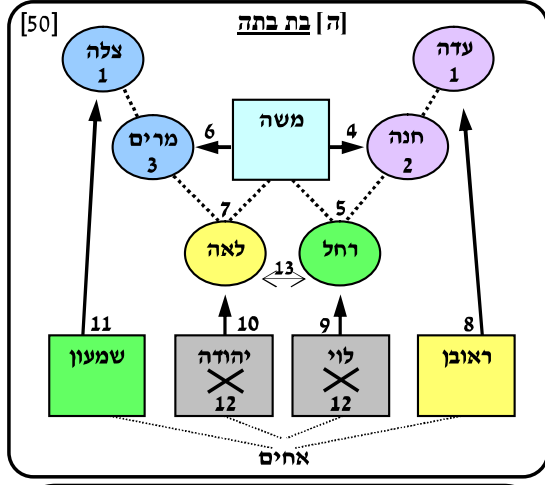 [50]
[ה] בת בתה
צלה
1
עדה
1
מרים
3
6
משה
4
חנה
2
7
5
לאה
13
רחל
11
10
9
8
שמעון
יהודה
12
לוי
12
ראובן
אחים